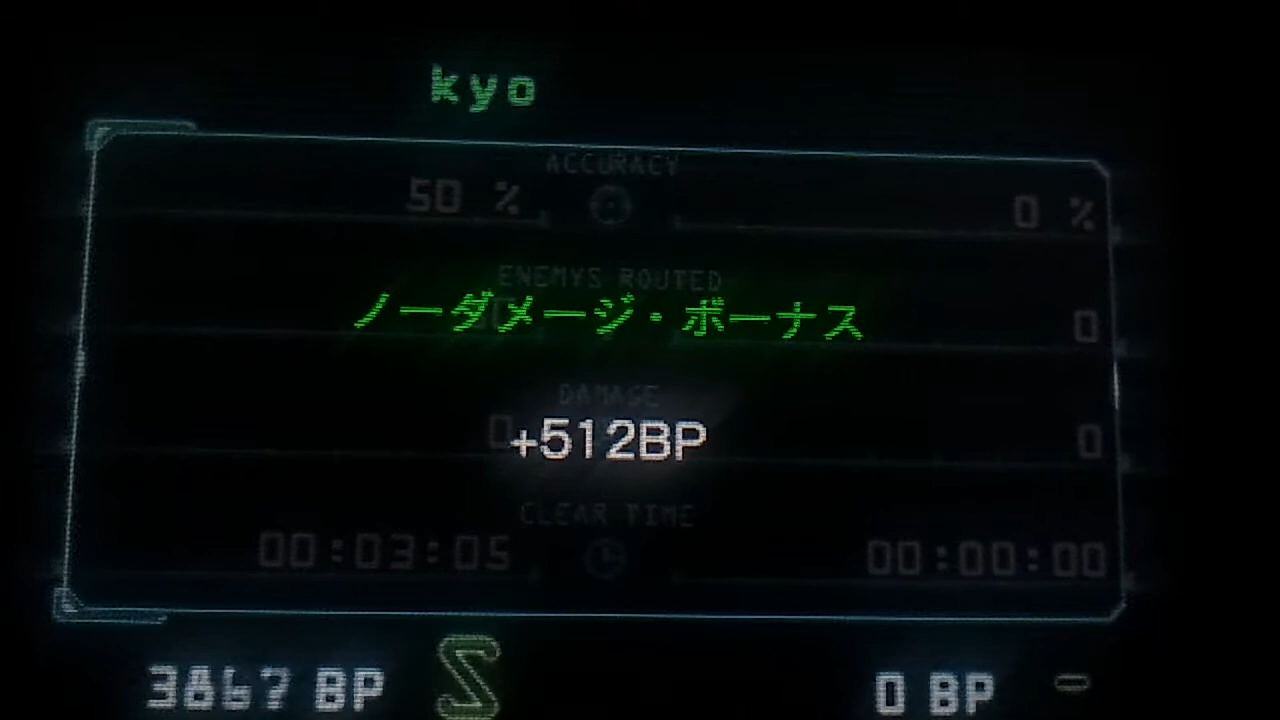 kyo
ACCURACY
50 % 0 %
ENEMYS ROUTED
ノーダメージ・ボーナス
0
DAMAGE
0 +512BP 0
CLEAR TIME
00:03:05 00:00:00
3867 BP S 0 BP -